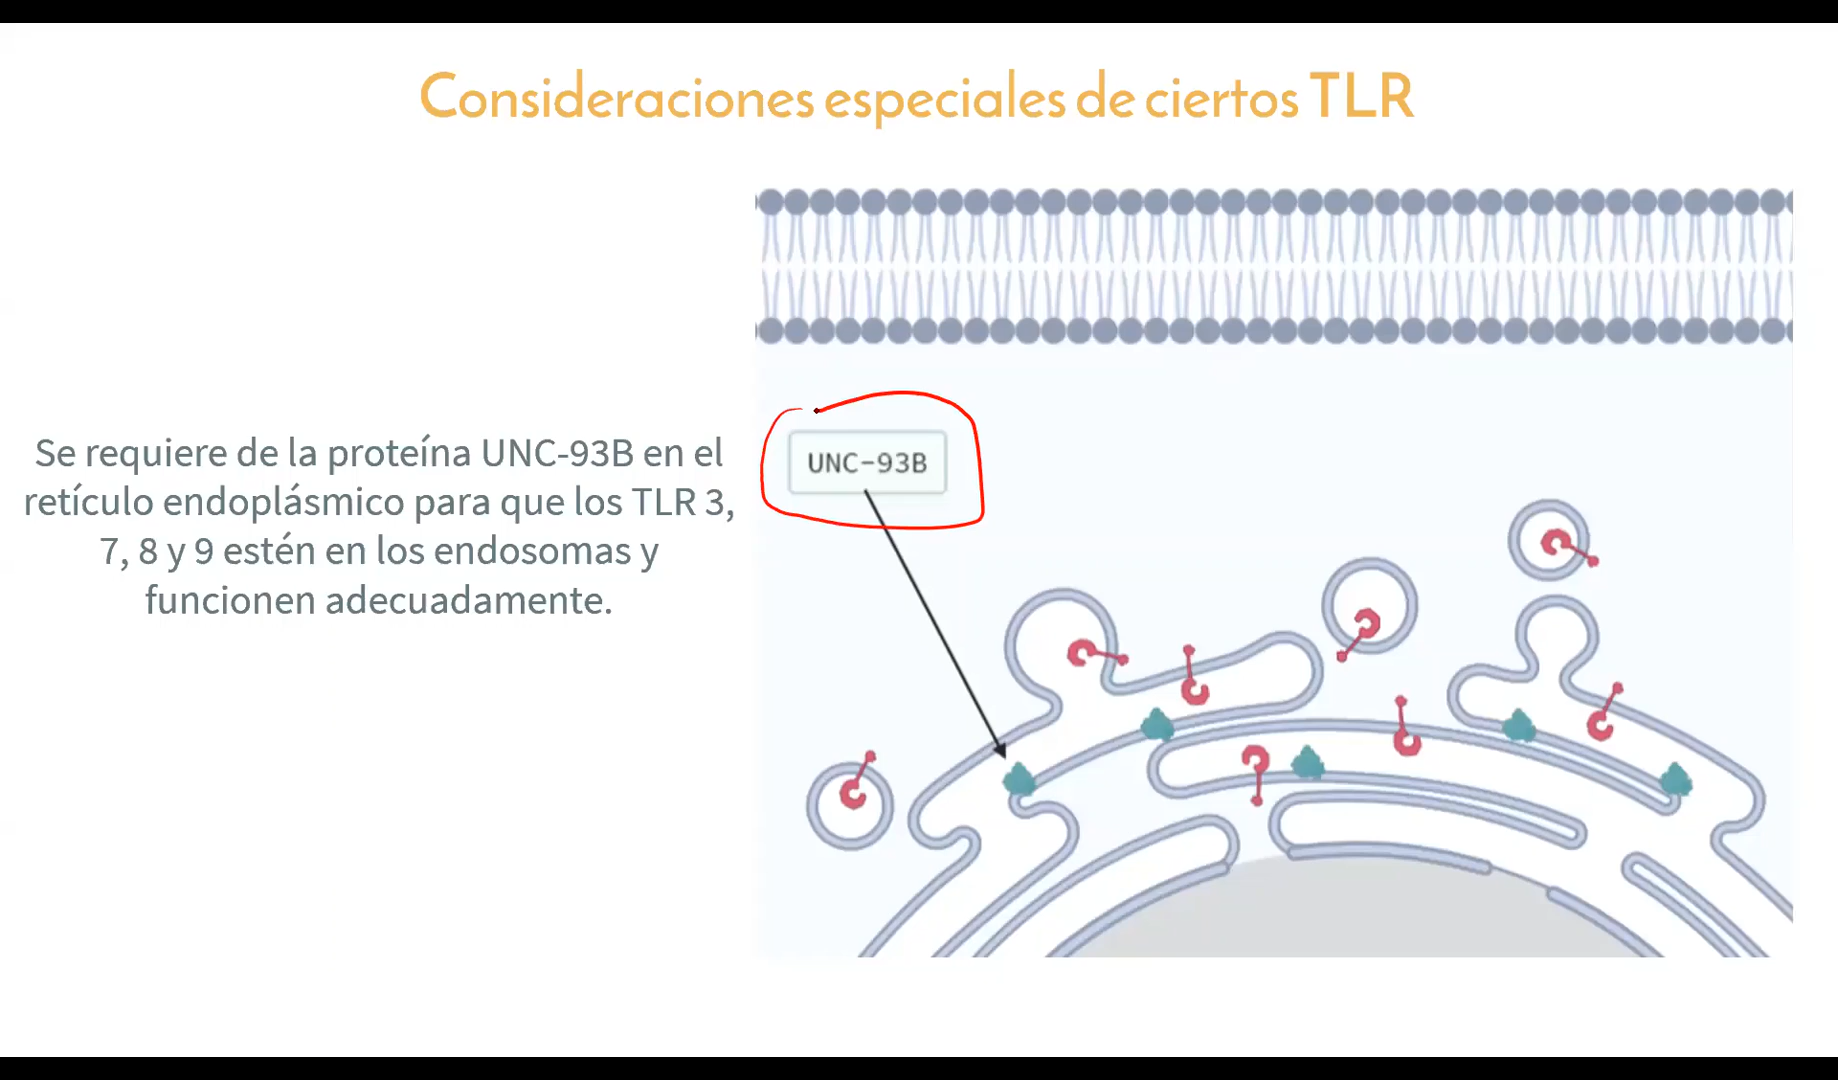 Consideraciones especiales de ciertos TLR
Se requiere de la proteína UNC-93B en el
retículo endoplásmico para que los TLR 3,
7, 8 y 9 estén en los endosomas y
funcionen adecuadamente.
UNC-93B